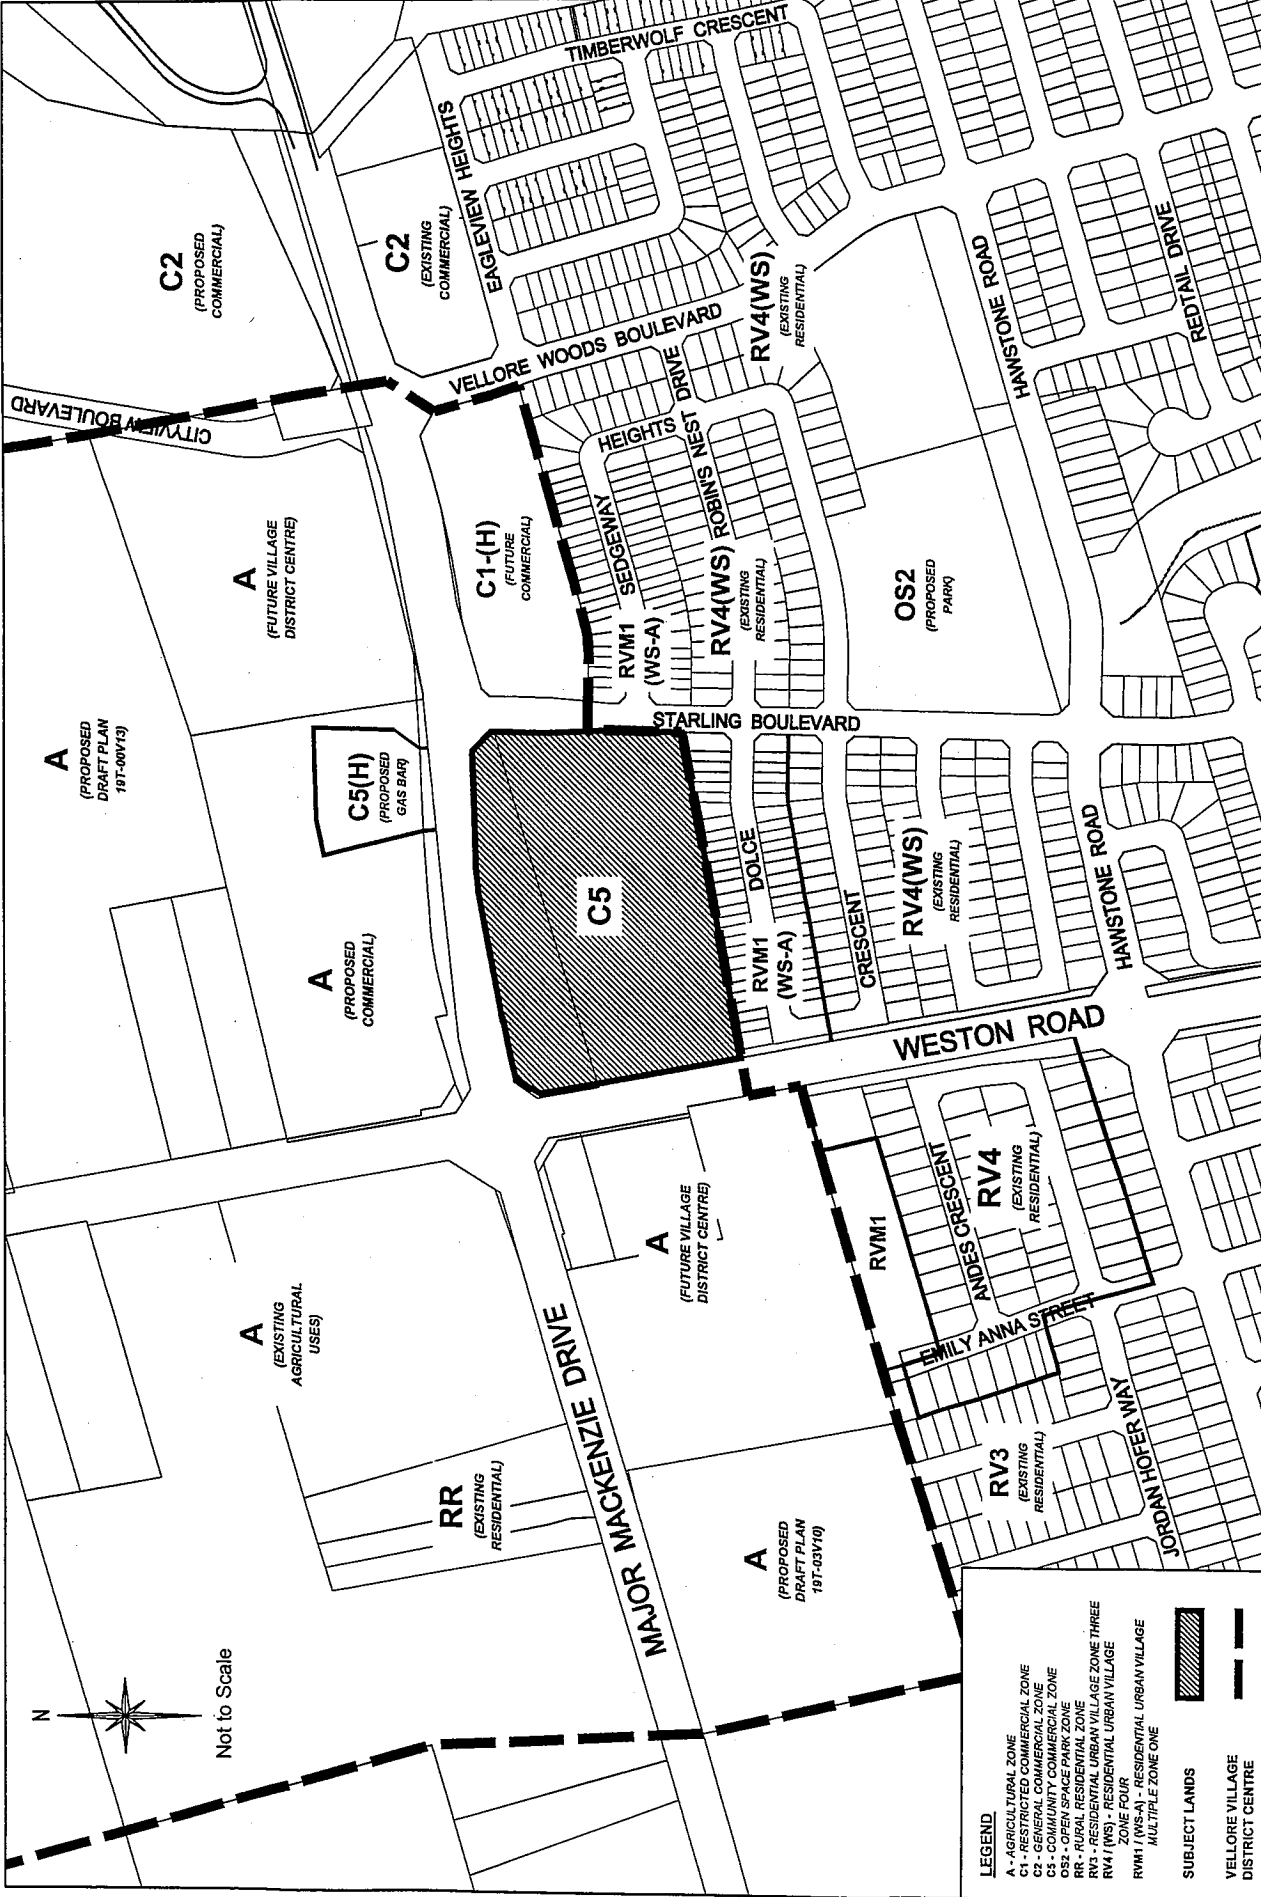 N
Not to Scale
A
(EXISTING
AGRICULTURAL
USES)
RR
(EXISTING
RESIDENTIAL)
MAJOR MACKENZIE DRIVE
A
(PROPOSED
DRAFT PLAN
19T-03V10)
A
(FUTURE VILLAGE
DISTRICT CENTRE)
A
(PROPOSED
DRAFT PLAN
19T-00V13)
A
(PROPOSED
COMMERCIAL)
C5(H)
(PROPOSED
GAS BAR)
A
(FUTURE VILLAGE
DISTRICT CENTRE)
CITYVIEW BOULEVARD
C2
(PROPOSED
COMMERCIAL)
C2
(EXISTING
COMMERCIAL)
C1-(H)
(FUTURE
COMMERCIAL)
C5
EAGLEVIEW HEIGHTS
TIMBERWOLF CRESCENT
VELLORE WOODS BOULEVARD
SEDGEWAY
HEIGHTS
ROBIN'S NEST DRIVE
RVM1
(WS-A)
RV4(WS)
(EXISTING
RESIDENTIAL)
RV4(WS)
(EXISTING
RESIDENTIAL)
STARLING BOULEVARD
OS2
(PROPOSED
PARK)
HAWSTONE ROAD
REDTAIL DRIVE
DOLCE
CRESCENT
RVM1
(WS-A)
RV4(WS)
(EXISTING
RESIDENTIAL)
HAWSTONE ROAD
WESTON ROAD
RVM1
ANDES CRESCENT
RV4
(EXISTING
RESIDENTIAL)
EMILY ANNA STREET
RV3
(EXISTING
RESIDENTIAL)
JORDAN HOFER WAY
LEGEND
A - AGRICULTURAL ZONE
C1 - RESTRICTED COMMERCIAL ZONE
C2 - GENERAL COMMERCIAL ZONE
C5 - COMMUNITY COMMERCIAL ZONE
OS2 - OPEN SPACE PARK ZONE
RR - RURAL RESIDENTIAL ZONE
RV3 - RESIDENTIAL URBAN VILLAGE ZONE THREE
RV4 / (WS) - RESIDENTIAL URBAN VILLAGE
ZONE FOUR
RVM1 / (WS-A) - RESIDENTIAL URBAN VILLAGE
MULTIPLE ZONE ONE
SUBJECT LANDS
VELLORE VILLAGE
DISTRICT CENTRE